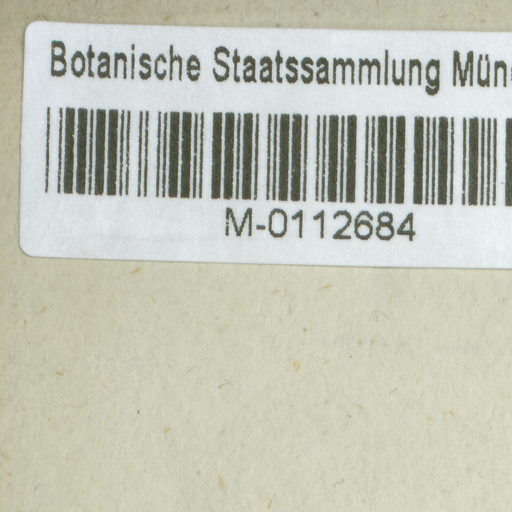 Botanische Staatssammlung Mün
M-0112684